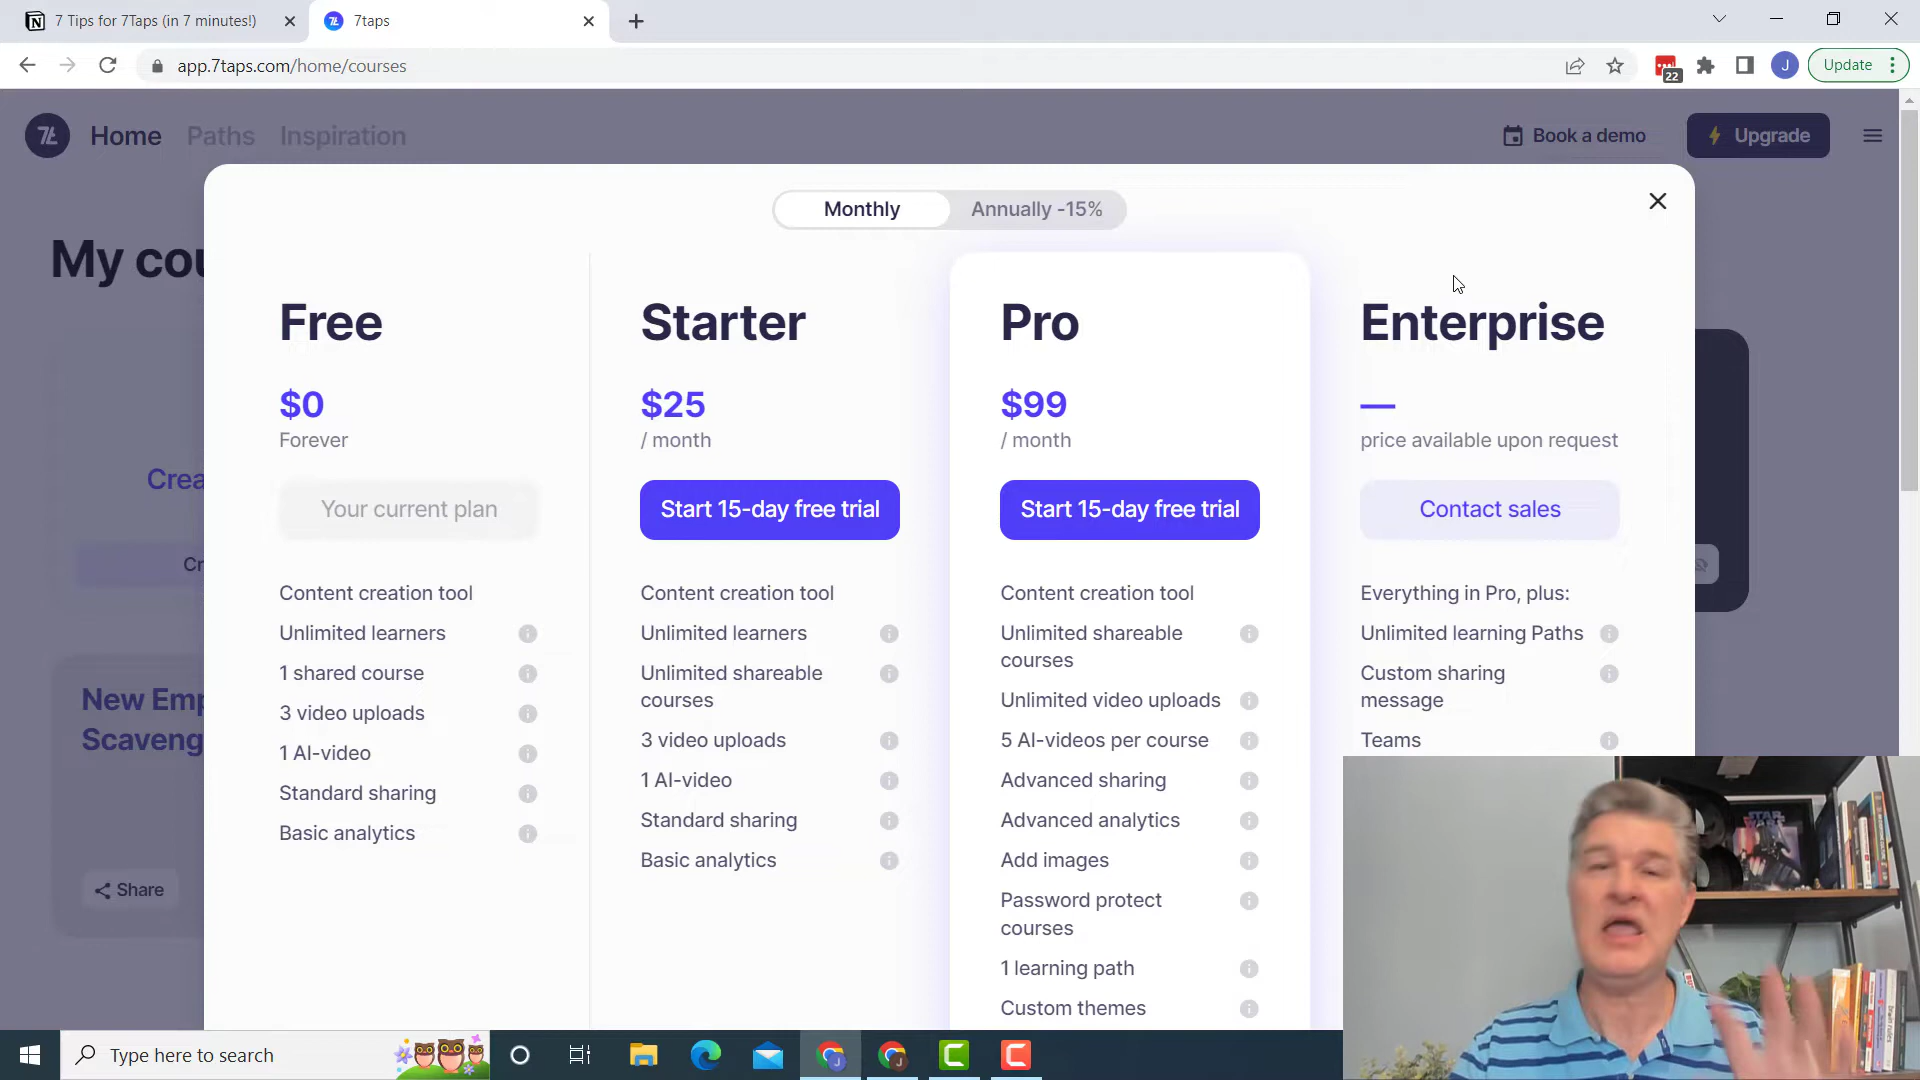 7 Tips for 7Taps (in 7 minutes!)
7taps
app.7taps.com/home/courses
22
J
Update
Home
Paths
Inspiration
Book a demo
Upgrade
My cou
Monthly
Annually -15%
Crea
Cr
New Emp
Scaveng
Share
Free
$0
Forever
Your current plan
Content creation tool
Unlimited learners
1 shared course
3 video uploads
1 AI-video
Standard sharing
Basic analytics
Starter
$25
/ month
Start 15-day free trial
Content creation tool
Unlimited learners
Unlimited shareable
courses
3 video uploads
1 AI-video
Standard sharing
Basic analytics
Pro
$99
/ month
Start 15-day free trial
Content creation tool
Unlimited shareable
courses
Unlimited video uploads
5 AI-videos per course
Advanced sharing
Advanced analytics
Add images
Password protect
courses
1 learning path
Custom themes
Enterprise
—
price available upon request
Contact sales
Everything in Pro, plus:
Unlimited learning Paths
Custom sharing
message
Teams
STAR
WARS
Type here to search